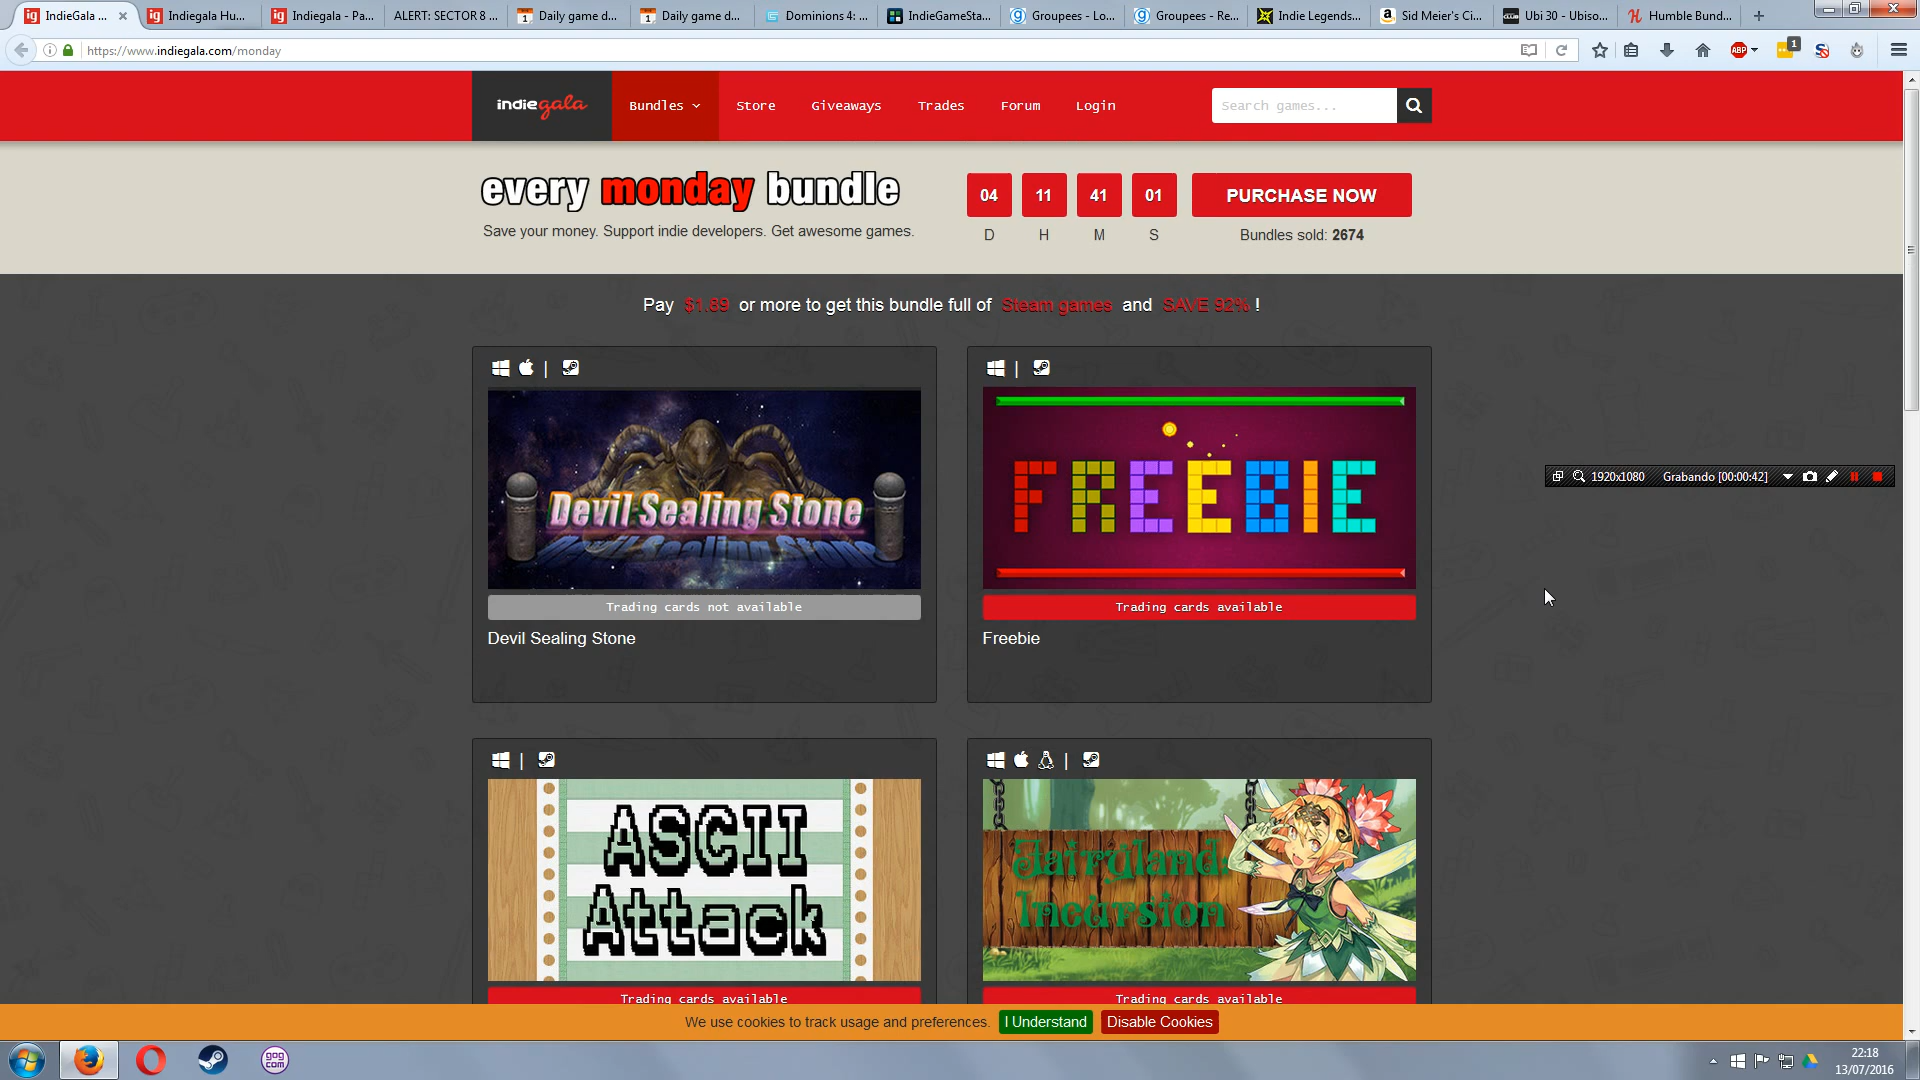 IndieGala ...
Indiegala Hu...
Indiegala - Pa...
ALERT: SECTOR 8 ...
Daily game d...
Daily game d...
Dominions 4: ...
IndieGameSta...
Groupees - Lo...
Groupees - Re...
Indie Legends...
Sid Meier's Ci...
Ubi 30 - Ubiso...
Humble Bund...
https://www.indiegala.com/monday
ABP
1
indiegala
Bundles
Store
Giveaways
Trades
Forum
Login
Search games...
every monday bundle
04
11
41
01
PURCHASE NOW
Save your money. Support indie developers. Get awesome games.
D
H
M
S
Bundles sold: 2674
Pay $1.89 or more to get this bundle full of Steam games and SAVE 92% !
Devil Sealing Stone
Trading cards not available
Devil Sealing Stone
FREEBIE
Trading cards available
Freebie
1920x1080
Grabando [00:00:42]
ASCII
Attack
Trading cards available
Fairyland:
Incursion
Trading cards available
We use cookies to track usage and preferences.
I Understand
Disable Cookies
gog
com
22:18
13/07/2016